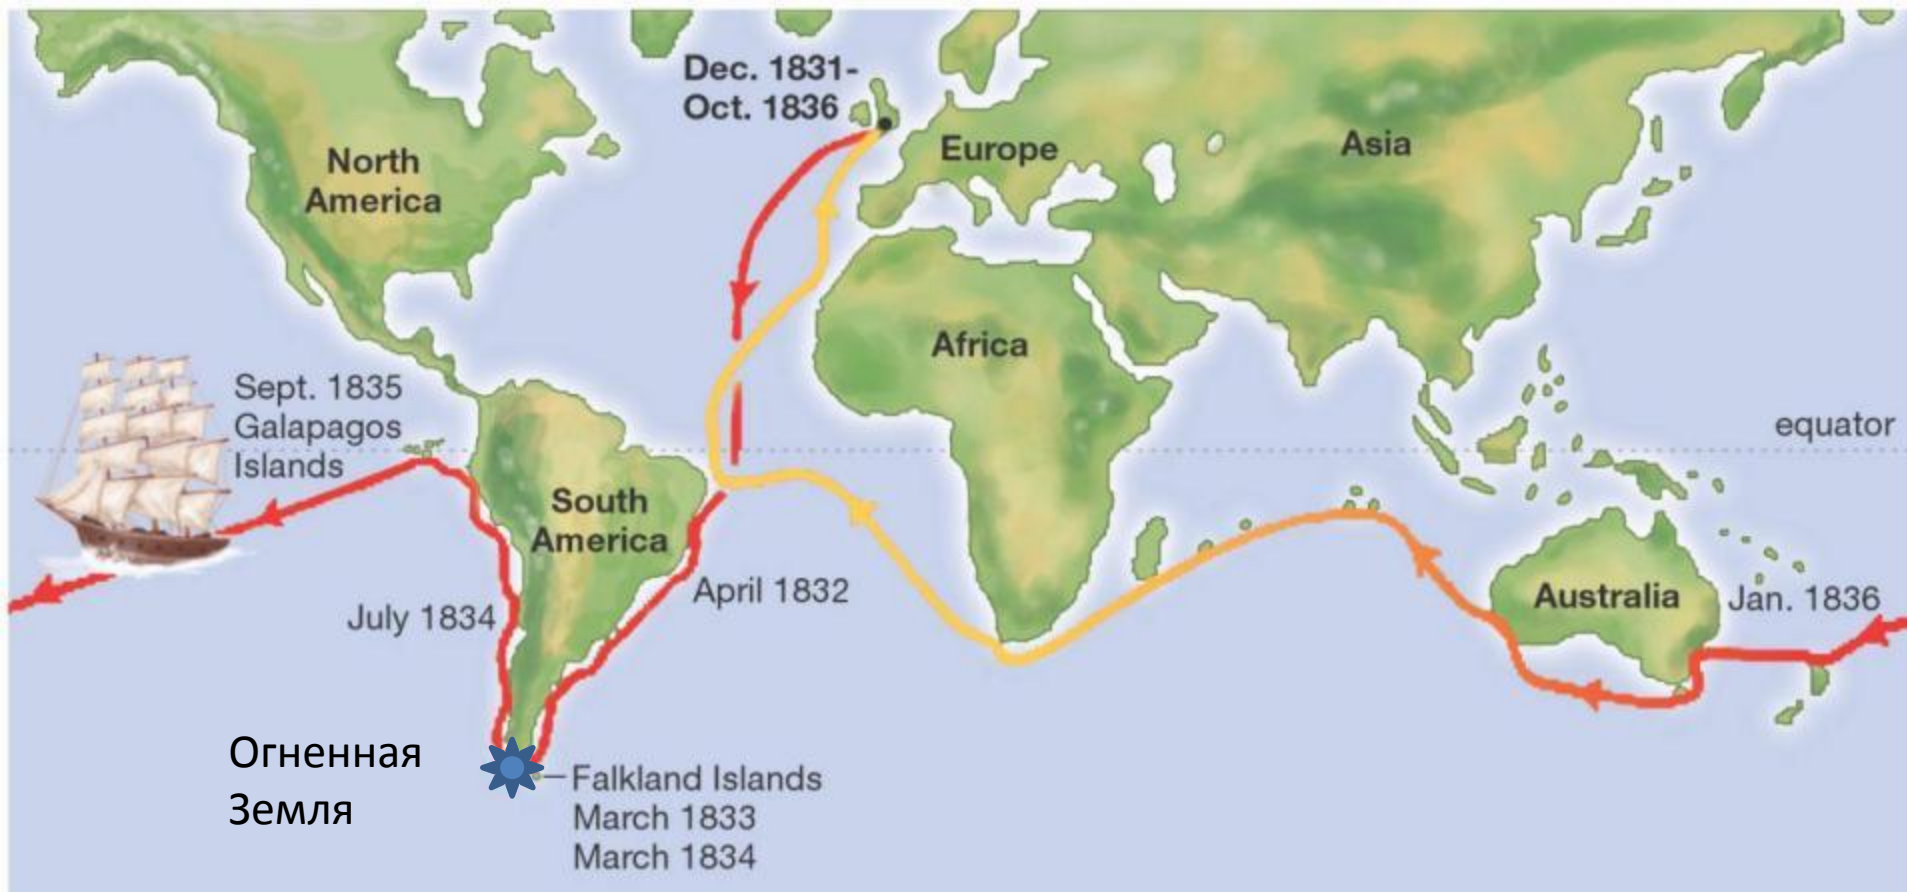 Dec. 1831-
Oct. 1836
North
America
Europe
Asia
Africa
Sept. 1835
Galapagos
Islands
equator
South
America
July 1834
April 1832
Australia
Jan. 1836
Огненная
Земля
Falkland Islands
March 1833
March 1834